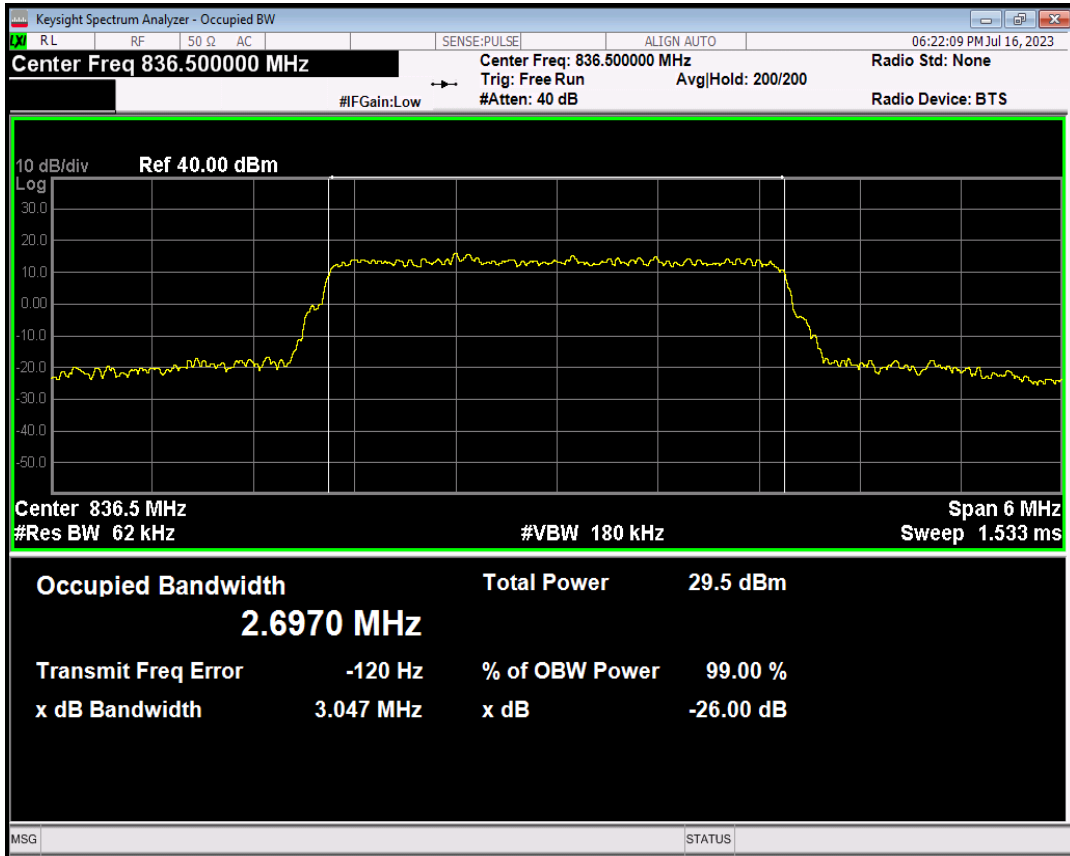 Keysight Spectrum Analyzer - Occupied BW
LXI RL RF 50 Ω AC SENSE:PULSE ALIGN AUTO 06:22:09 PM Jul 16, 2023
Center Freq 836.500000 MHz Center Freq: 836.500000 MHz Radio Std: None
Trig: Free Run Avg|Hold: 200/200
#IFGain:Low #Atten: 40 dB Radio Device: BTS
10 dB/div Ref 40.00 dBm
Log
30.0
20.0
10.0
0.00
-10.0
-20.0
-30.0
-40.0
-50.0
Center 836.5 MHz Span 6 MHz
#Res BW 62 kHz #VBW 180 kHz Sweep 1.533 ms
Occupied Bandwidth Total Power 29.5 dBm
2.6970 MHz
Transmit Freq Error -120 Hz % of OBW Power 99.00 %
x dB Bandwidth 3.047 MHz x dB -26.00 dB
MSG STATUS